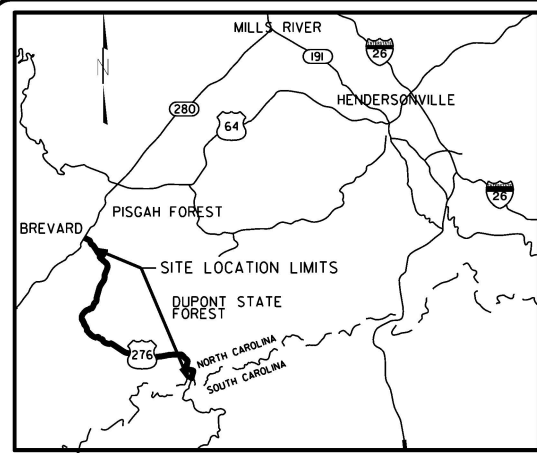 MILLS RIVER
N
191
26
280
HENDERSONVILLE
64
26
PISGAH FOREST
BREVARD
SITE LOCATION LIMITS
DUPONT STATE
FOREST
276
NORTH CAROLINA
SOUTH CAROLINA